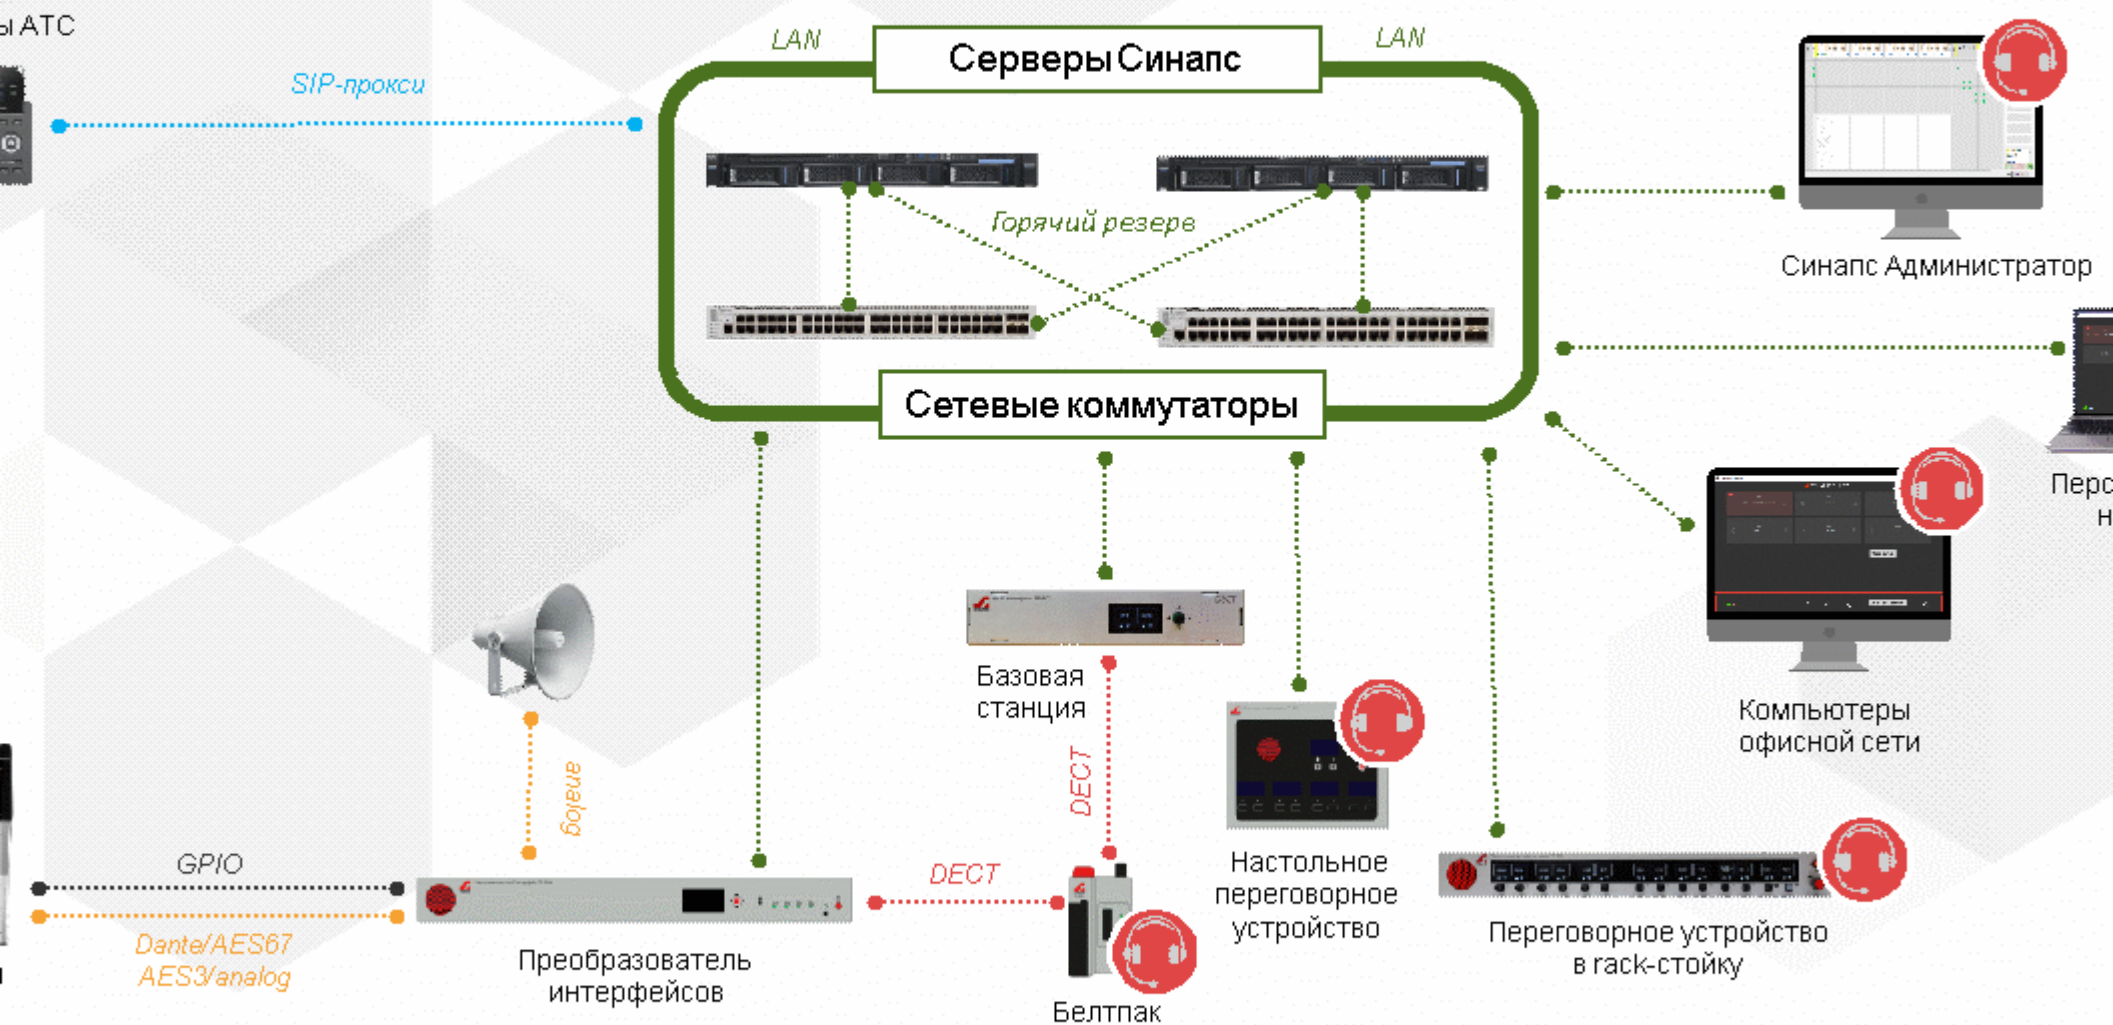 ы АТС
SIP-прокси
LAN
Серверы Синапс
LAN
Горячий резерв
Сетевые коммутаторы
Синапс Администратор
Перс
н
Компьютеры
офисной сети
Базовая
станция
DECT
analog
GPIO
Dante/AES67
AES3/analog
Преобразователь
интерфейсов
DECT
Белтпак
Настольное
переговорное
устройство
Переговорное устройство
в rack-стойку